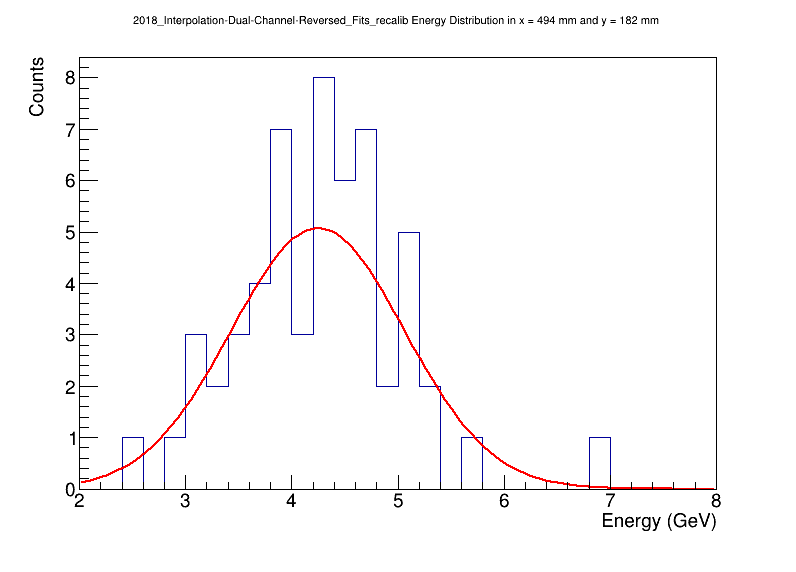 2018_Interpolation-Dual-Channel-Reversed_Fits_recalib Energy Distribution in x = 494 mm and y = 182 mm
Counts
8
7
6
5
4
3
2
1
0
2 3 4 5 6 7 8
Energy (GeV)